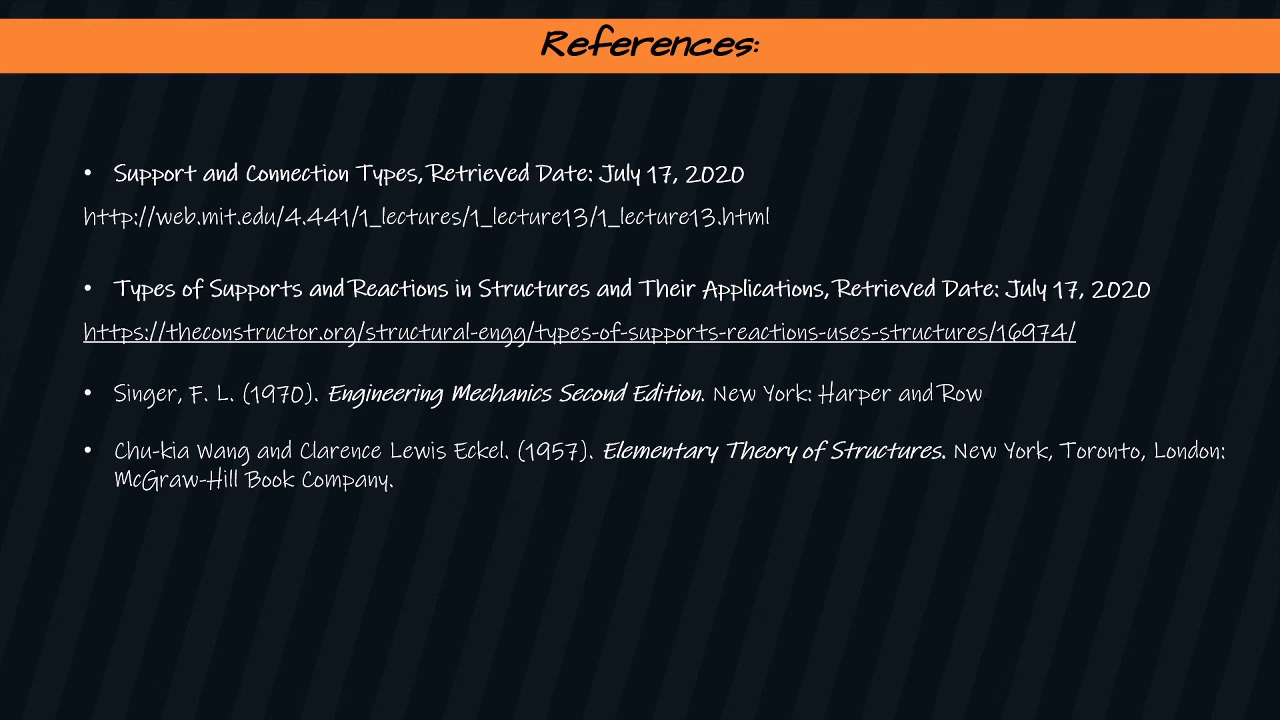 References:
• Support and Connection Types, Retrieved Date: July 17, 2020
http://web.mit.edu/4.441/1_lectures/1_lecture13/1_lecture13.html
• Types of Supports and Reactions in Structures and Their Applications, Retrieved Date: July 17, 2020
https://theconstructor.org/structural-engg/types-of-supports-reactions-uses-structures/16974/
• Singer, F. L. (1970). Engineering Mechanics Second Edition. New York: Harper and Row
• Chu-kia Wang and Clarence Lewis Eckel. (1957). Elementary Theory of Structures. New York, Toronto, London:
McGraw-Hill Book Company.